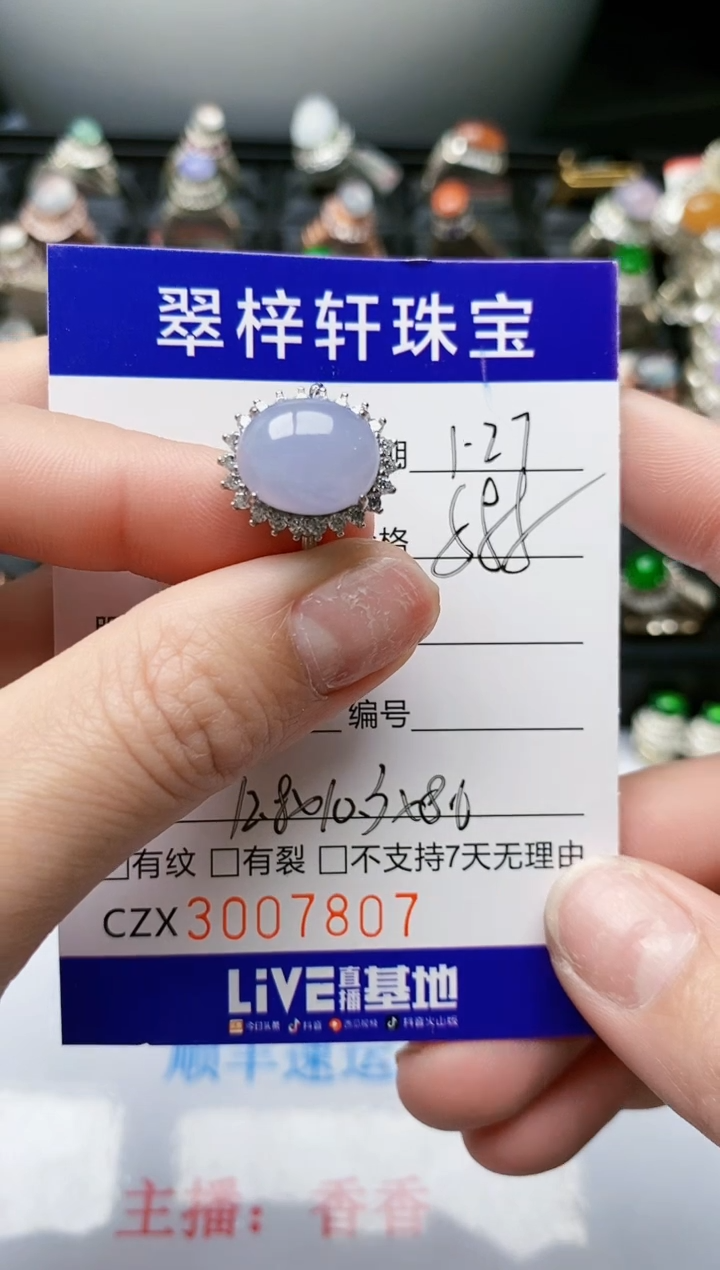 翠梓轩珠宝
期 1-27
格 888
编号
12.8×10.5×8.6
□有纹 □有裂 □不支持7天无理由
CZX3007807
LiVE直播基地
今日头条 抖音 西瓜视频 抖音火山版
顺丰速运
主播：香香